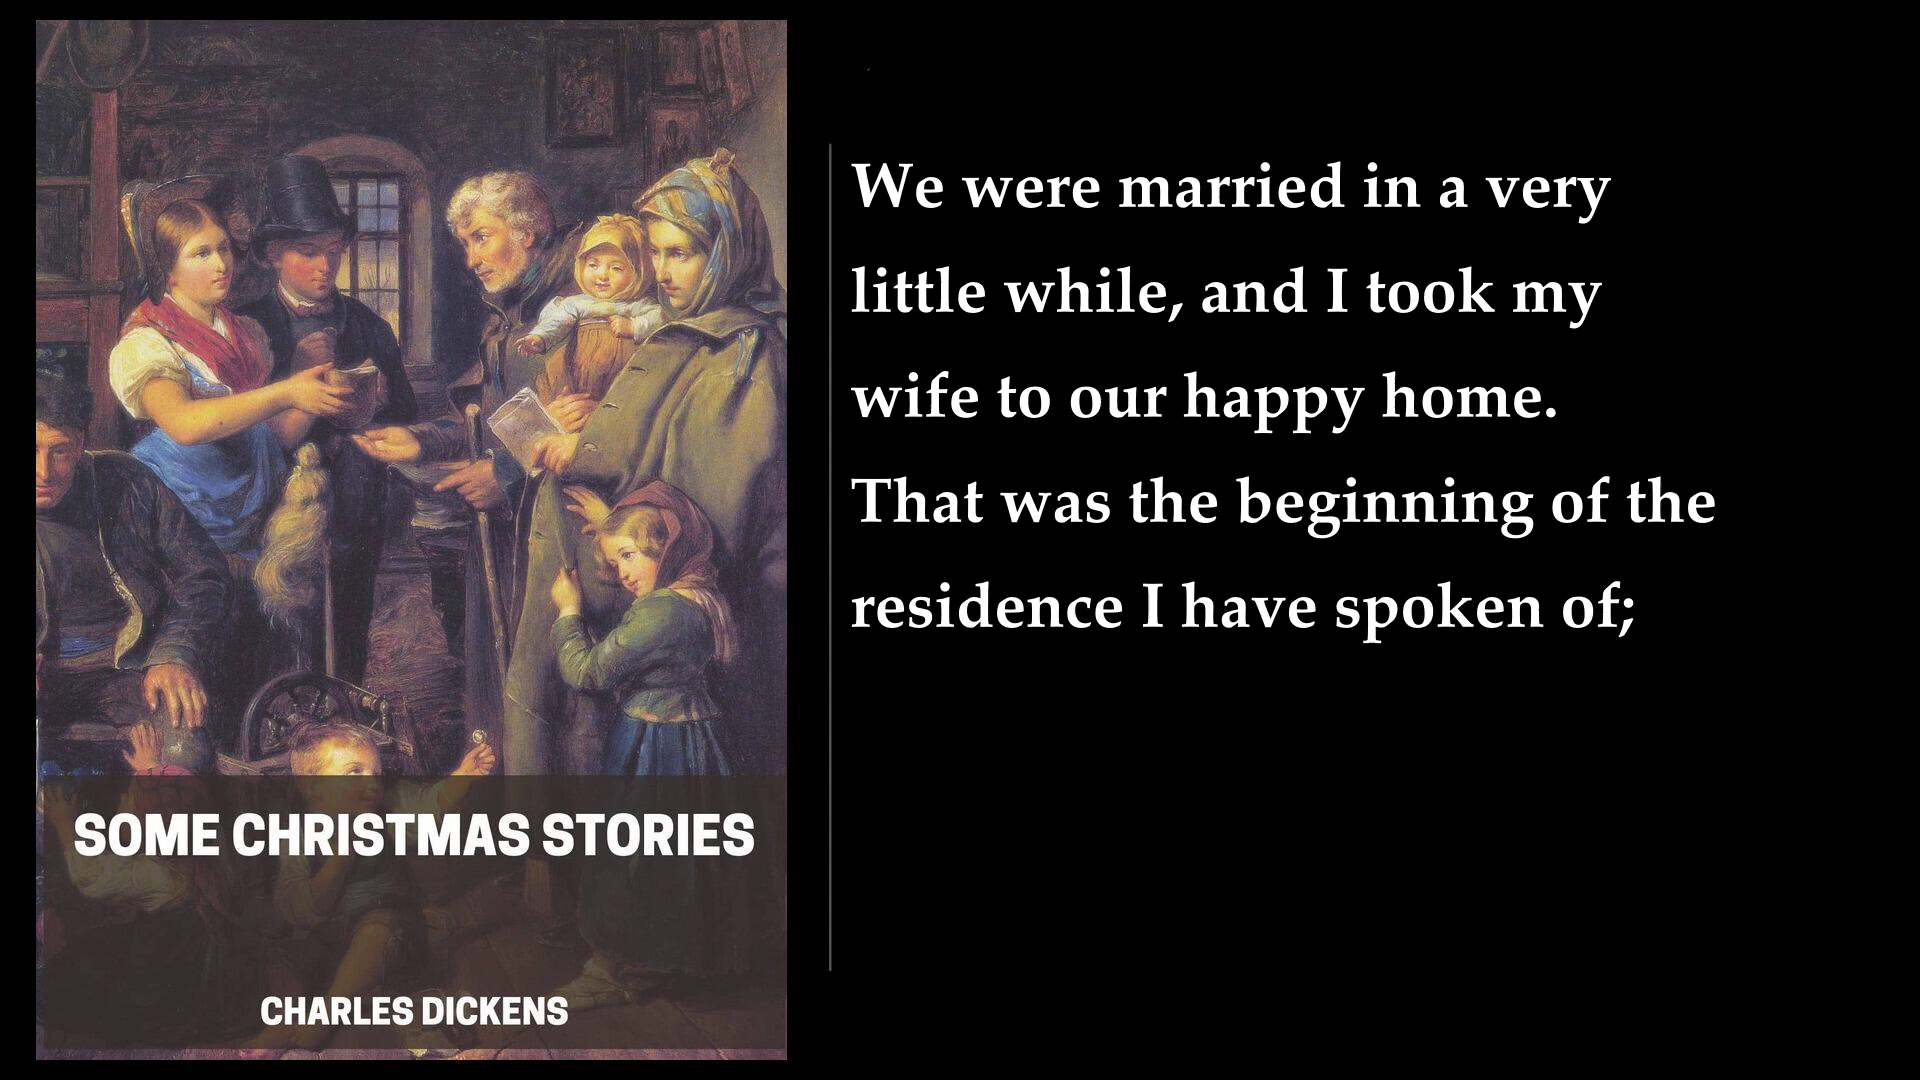 We were married in a very
little while, and I took my
wife to our happy home.
That was the beginning of the
residence I have spoken of;
SOME CHRISTMAS STORIES
CHARLES DICKENS